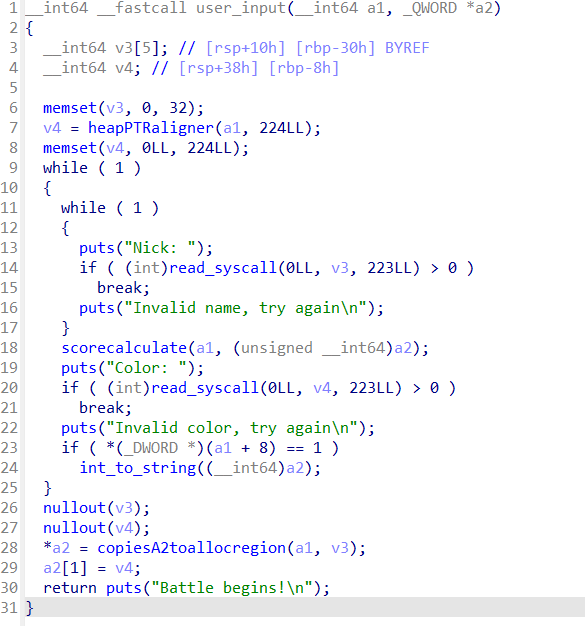 1 __int64 __fastcall user_input(__int64 a1, _QWORD *a2)
2 {
3   __int64 v3[5]; // [rsp+10h] [rbp-30h] BYREF
4   __int64 v4; // [rsp+38h] [rbp-8h]
5
6   memset(v3, 0, 32);
7   v4 = heapPTRaligner(a1, 224LL);
8   memset(v4, 0LL, 224LL);
9   while ( 1 )
10   {
11     while ( 1 )
12     {
13       puts("Nick: ");
14       if ( (int)read_syscall(0LL, v3, 223LL) > 0 )
15         break;
16       puts("Invalid name, try again\n");
17     }
18     scorecalculate(a1, (unsigned __int64)a2);
19     puts("Color: ");
20     if ( (int)read_syscall(0LL, v4, 223LL) > 0 )
21       break;
22     puts("Invalid color, try again\n");
23     if ( *(_DWORD *)(a1 + 8) == 1 )
24       int_to_string((__int64)a2);
25   }
26   nullout(v3);
27   nullout(v4);
28   *a2 = copiesA2toallocregion(a1, v3);
29   a2[1] = v4;
30   return puts("Battle begins!\n");
31 }